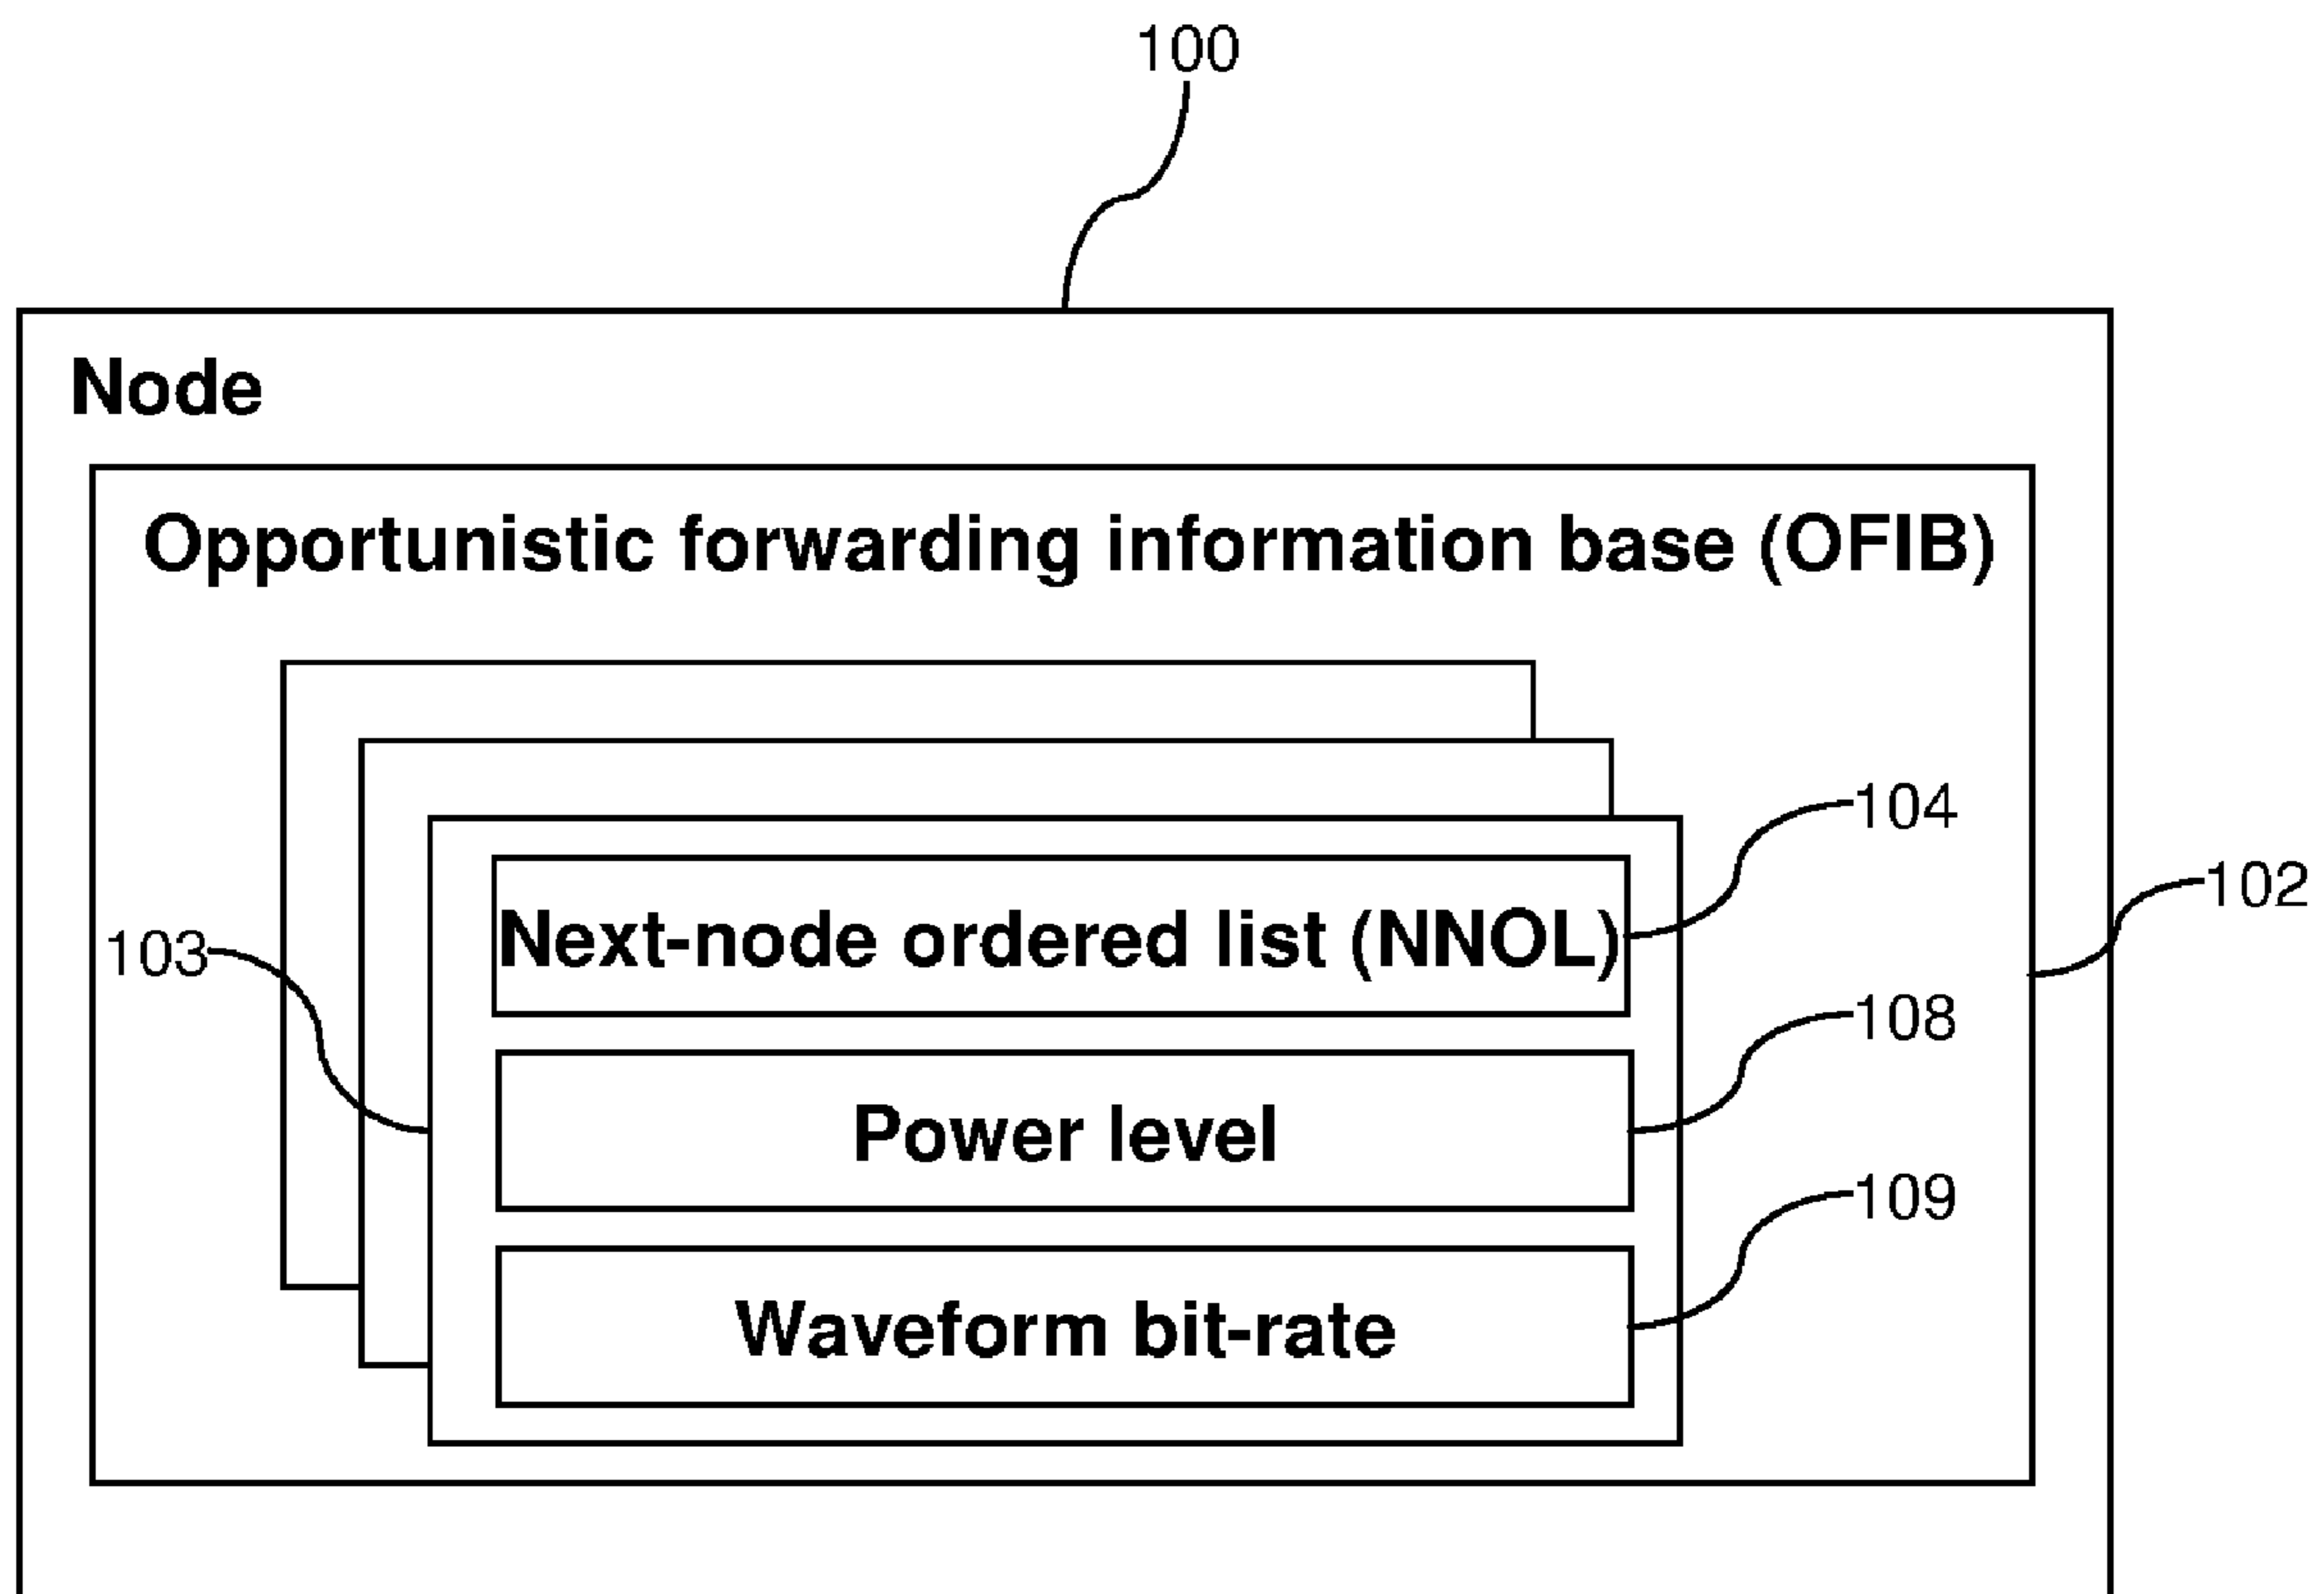 100
Node
Opportunistic forwarding information base (OFIB)
104
102
Next-node ordered list (NNOL)
103
108
Power level
109
Waveform bit-rate